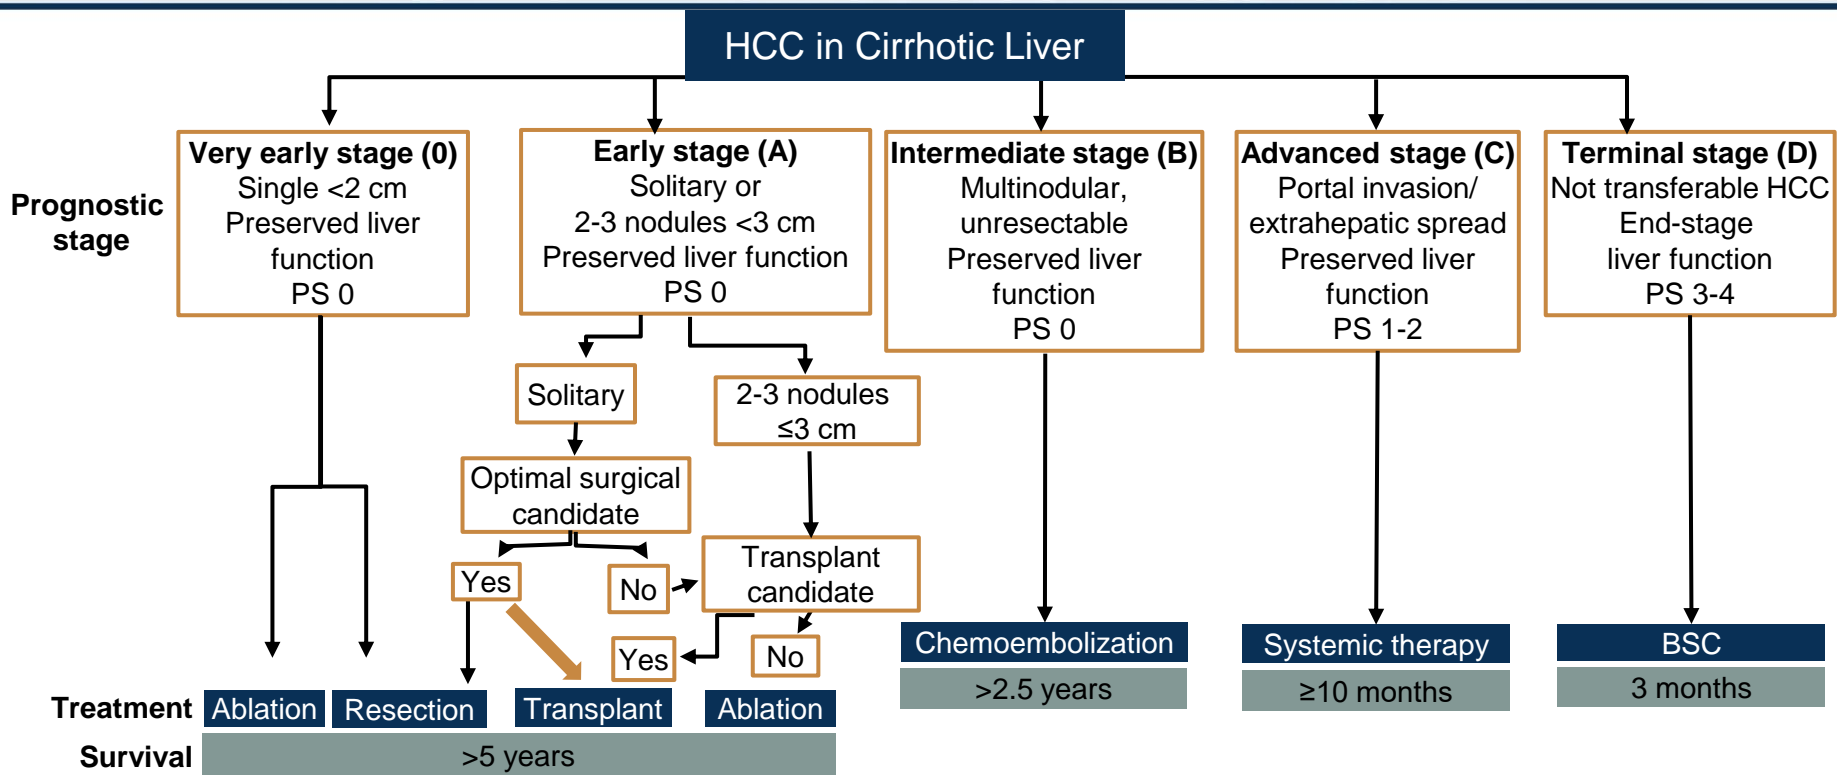 HCC in Cirrhotic Liver
Prognostic
stage
Very early stage (0)
Single <2 cm
Preserved liver
function
PS 0
Early stage (A)
Solitary or
2-3 nodules <3 cm
Preserved liver function
PS 0
Intermediate stage (B)
Multinodular,
unresectable
Preserved liver
function
PS 0
Advanced stage (C)
Portal invasion/
extrahepatic spread
Preserved liver
function
PS 1-2
Terminal stage (D)
Not transferable HCC
End-stage
liver function
PS 3-4
Solitary
2-3 nodules
≤3 cm
Optimal surgical
candidate
Yes
No
Transplant
candidate
Yes
No
Chemoembolization
>2.5 years
Systemic therapy
≥10 months
BSC
3 months
Treatment
Ablation
Resection
Transplant
Ablation
Survival
>5 years